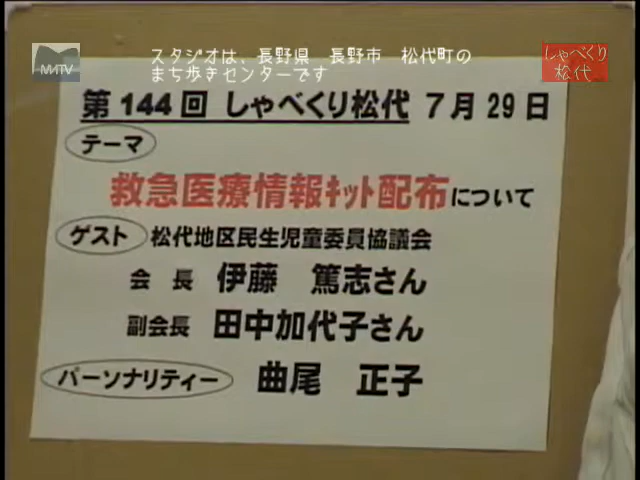 MATV
スタジオは、長野県　長野市　松代町の
まち歩きセンターです
しゃべくり
松代
第144回 しゃべくり松代 7月29日
テーマ
救急医療情報ｷｯﾄ配布について
ゲスト 松代地区民生児童委員協議会
会長 伊藤　篤志さん
副会長 田中加代子さん
パーソナリティー 曲尾　正子